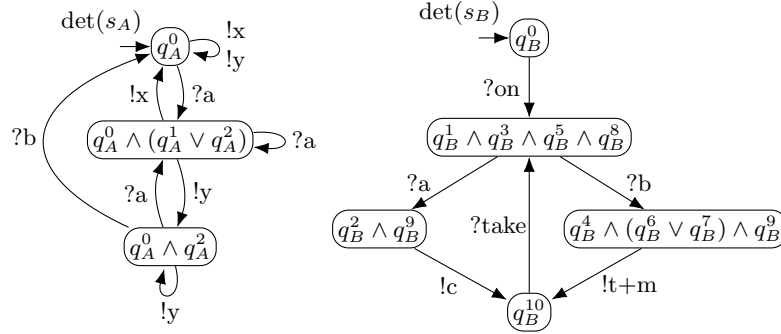 det(s_A)
q_A^0
!x
!y
!x
?a
?b
q_A^0 ∧ (q_A^1 ∨ q_A^2)
?a
?a
!y
q_A^0 ∧ q_A^2
!y
det(s_B)
q_B^0
?on
q_B^1 ∧ q_B^3 ∧ q_B^5 ∧ q_B^8
?a
?b
?take
q_B^2 ∧ q_B^9
q_B^4 ∧ (q_B^6 ∨ q_B^7) ∧ q_B^9
!c
!t+m
q_B^10